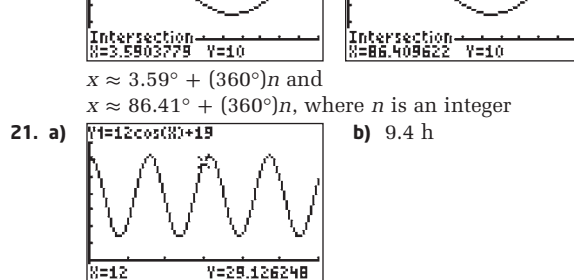 Intersection Intersection
X=3.5903779 Y=10 X=86.409622 Y=10
x ≈ 3.59° + (360°)n and
x ≈ 86.41° + (360°)n, where n is an integer
21. a) Y1=12cos(X)+19 b) 9.4 h
X=12 Y=29.126248